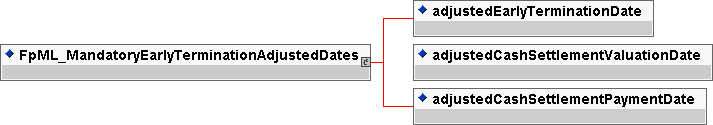 adjustedEarlyTerminationDate
FpML_MandatoryEarlyTerminationAdjustedDates
adjustedCashSettlementValuationDate
adjustedCashSettlementPaymentDate